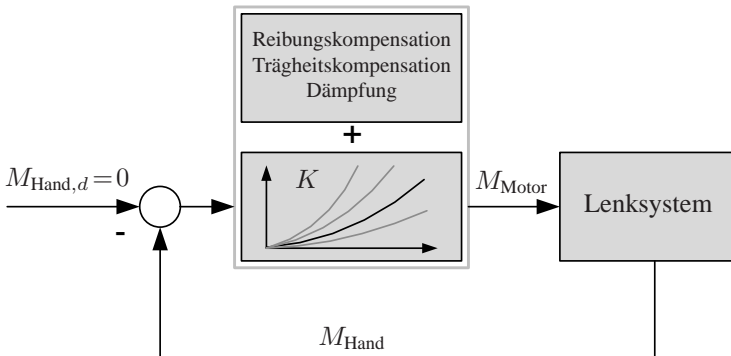 Reibungskompensation
Trägheitskompensation
Dämpfung
+
M_Hand,d = 0
-
K
M_Motor
Lenksystem
M_Hand